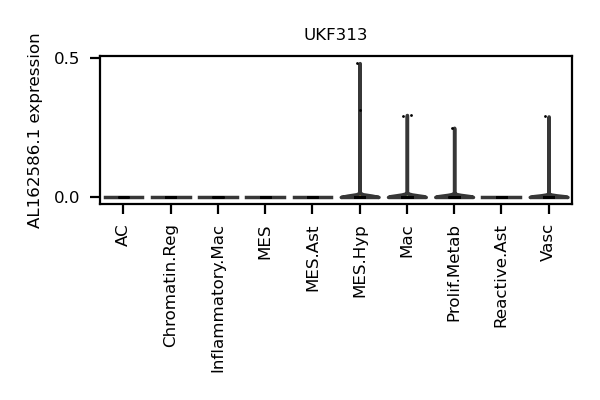 UKF313
AL162586.1 expression
0.5
0.0
AC
Chromatin.Reg
Inflammatory.Mac
MES
MES.Ast
MES.Hyp
Mac
Prolif.Metab
Reactive.Ast
Vasc